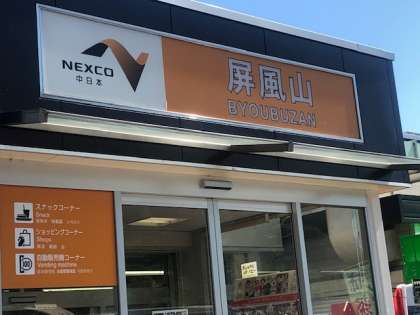 NEXCO
中日本
屏風山
BYOUBUZAN
スナックコーナー
Snack
ショッピングコーナー
Shops
自動販売機コーナー
Vending machine